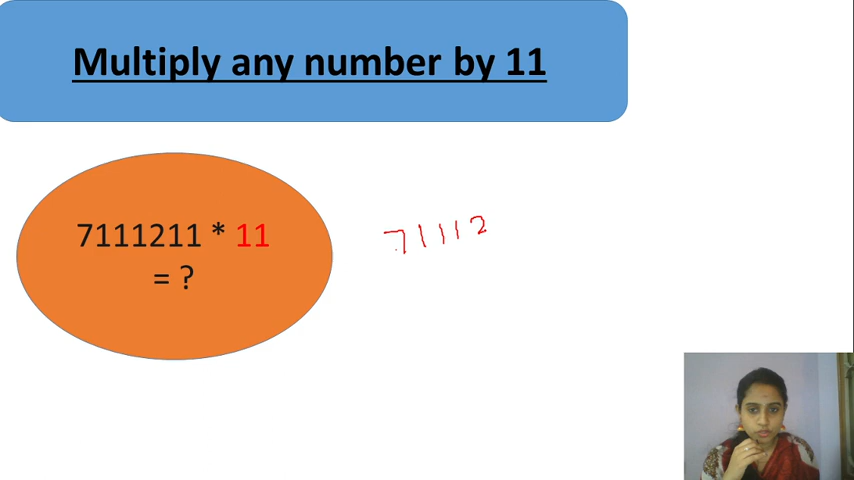 Multiply any number by 11
7111211 * 11
= ?
71112